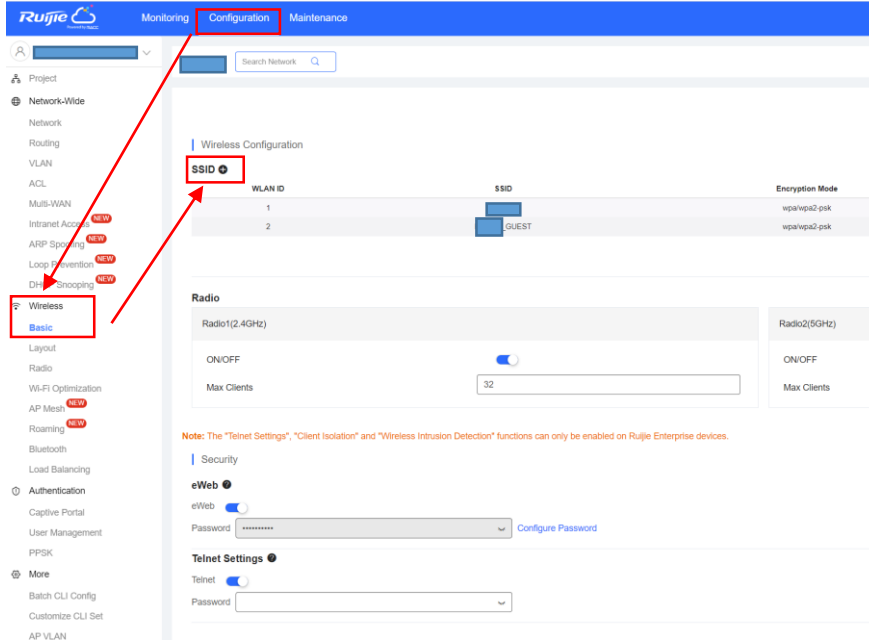 Ruijie
Powered by Ruijie
Monitoring Configuration Maintenance
Search Network
Project
Network-Wide
Network
Routing
VLAN
ACL
Multi-WAN
Intranet Access NEW
ARP Spoofing NEW
Loop Prevention NEW
DHCP Snooping NEW
Wireless
Basic
Layout
Radio
Wi-Fi Optimization
AP Mesh NEW
Roaming NEW
Bluetooth
Load Balancing
Authentication
Captive Portal
User Management
PPSK
More
Batch CLI Config
Customize CLI Set
AP VLAN
Wireless Configuration
SSID
WLAN ID SSID Encryption Mode
1 wpa/wpa2-psk
2 _GUEST wpa/wpa2-psk
Radio
Radio1(2.4GHz) Radio2(5GHz)
ON/OFF ON/OFF
Max Clients 32 Max Clients
Note: The "Telnet Settings", "Client Isolation" and "Wireless Intrusion Detection" functions can only be enabled on Ruijie Enterprise devices.
Security
eWeb
eWeb
Password •••••••••• Configure Password
Telnet Settings
Telnet
Password